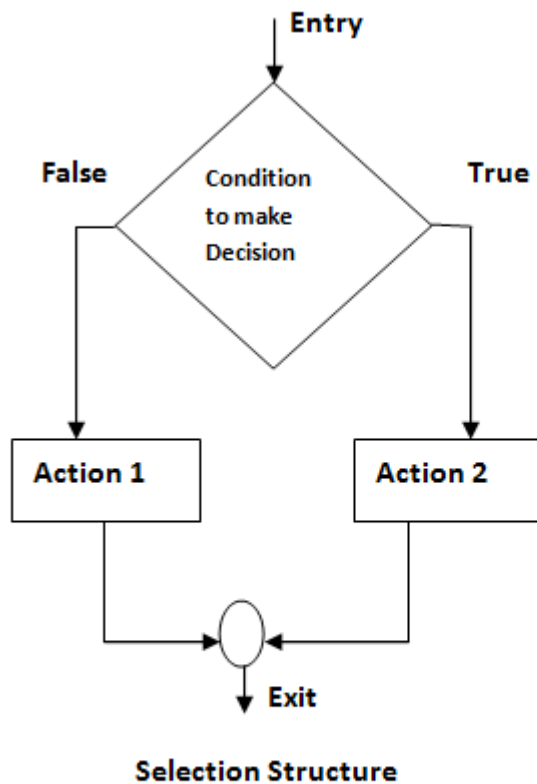 Entry
False
True
Condition
to make
Decision
Action 1
Action 2
Exit
Selection Structure